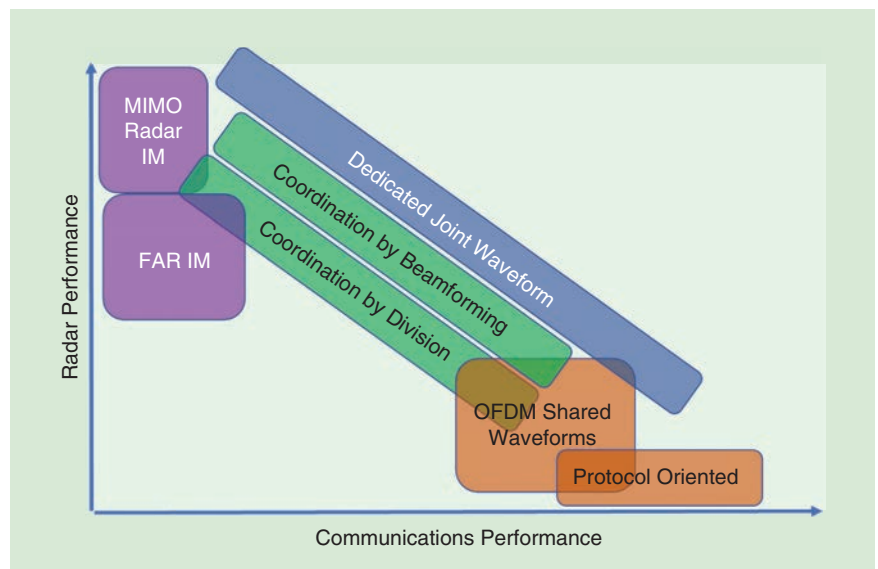 MIMO
Radar
IM
FAR IM
Dedicated Joint Waveform
Coordination by Beamforming
Coordination by Division
OFDM Shared
Waveforms
Protocol Oriented
Radar Performance
Communications Performance